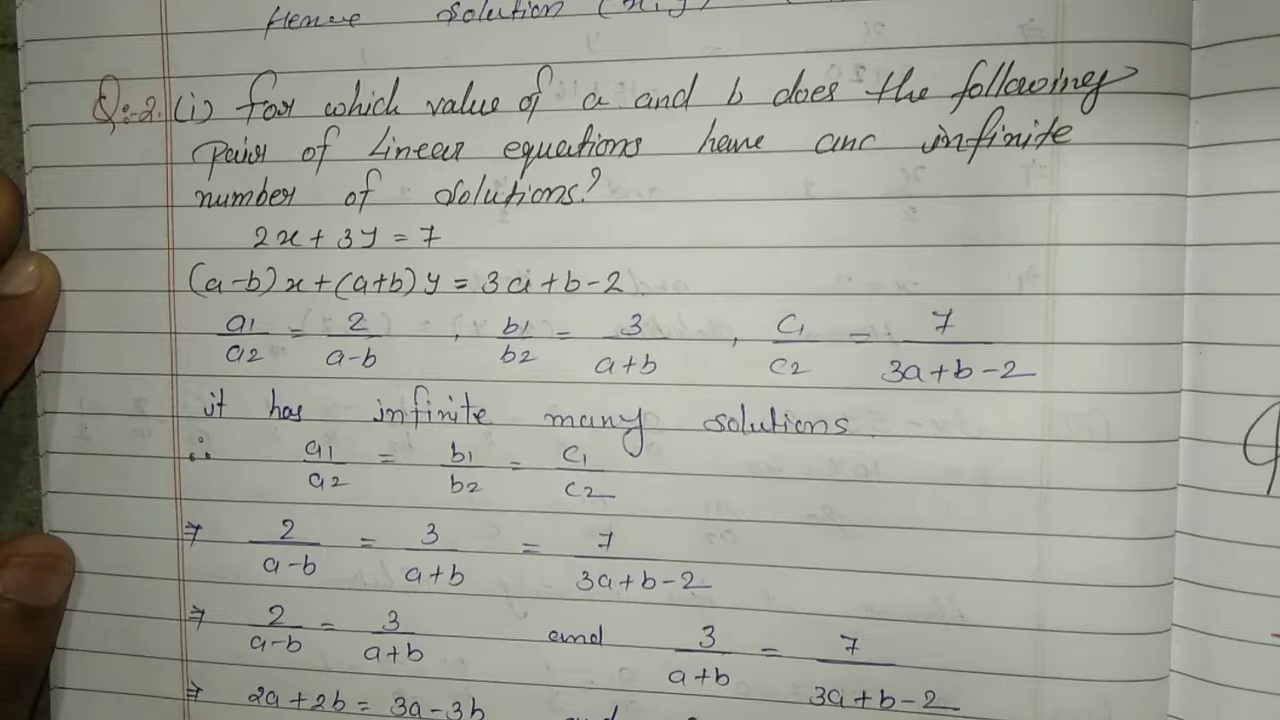 Hence solution (x, y)
Q:-2. (i) for which value of a and b does the following
pair of Linear equations have anc infinite
number of solutions?
2x + 3y = 7
(a-b)x + (a+b)y = 3a + b - 2
a1/a2 = 2/(a-b) , b1/b2 = 3/(a+b) , c1/c2 = 7/(3a+b-2)
it has infinite many solutions.
∴ a1/a2 = b1/b2 = c1/c2
⇒ 2/(a-b) = 3/(a+b) = 7/(3a+b-2)
⇒ 2/(a-b) = 3/(a+b) and 3/(a+b) = 7/(3a+b-2)
⇒ 2a + 2b = 3a - 3b and